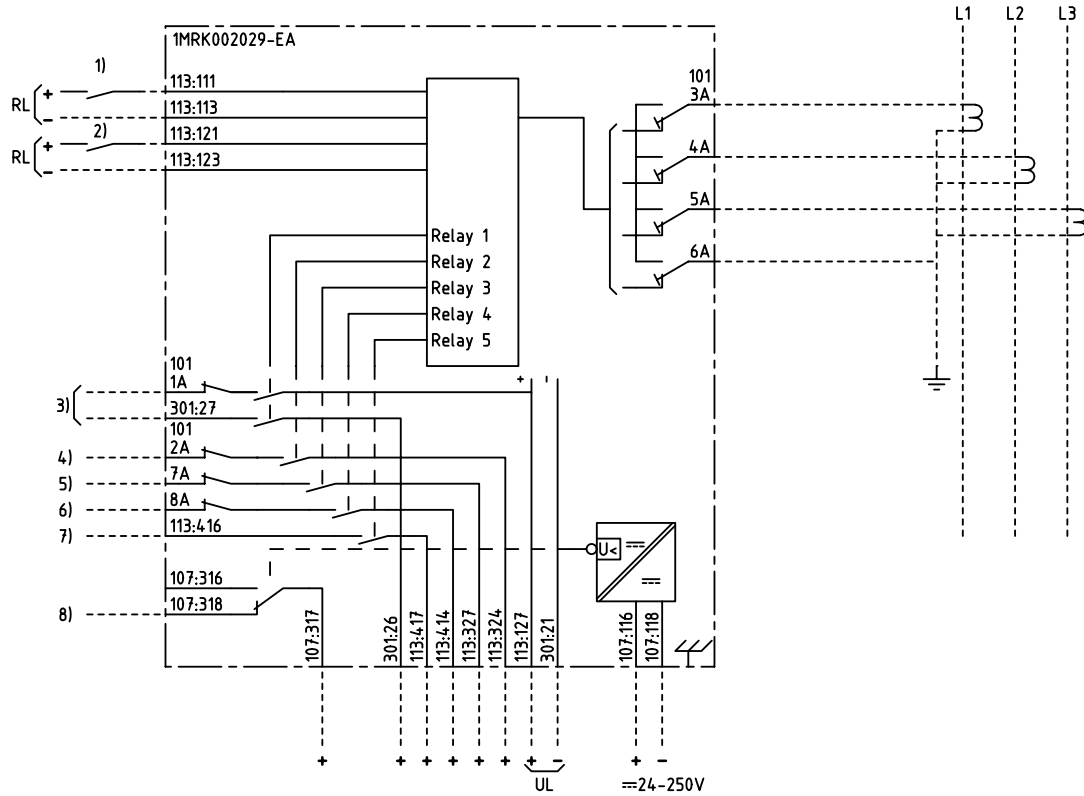 L1 L2 L3
1MRK002029-EA
1)
RL + -
113:111
113:113
2)
RL + -
113:121
113:123
101
3A
4A
5A
6A
Relay 1
Relay 2
Relay 3
Relay 4
Relay 5
101
1A
+ -
3)
301:27
101
4) 2A
5) 7A
6) 8A
7) 113:416
U<
107:316
8) 107:318
107:317
301:26
113:417
113:414
113:327
113:324
113:127
301:21
107:116
107:118
+ + + + + + + - + -
UL
24-250V